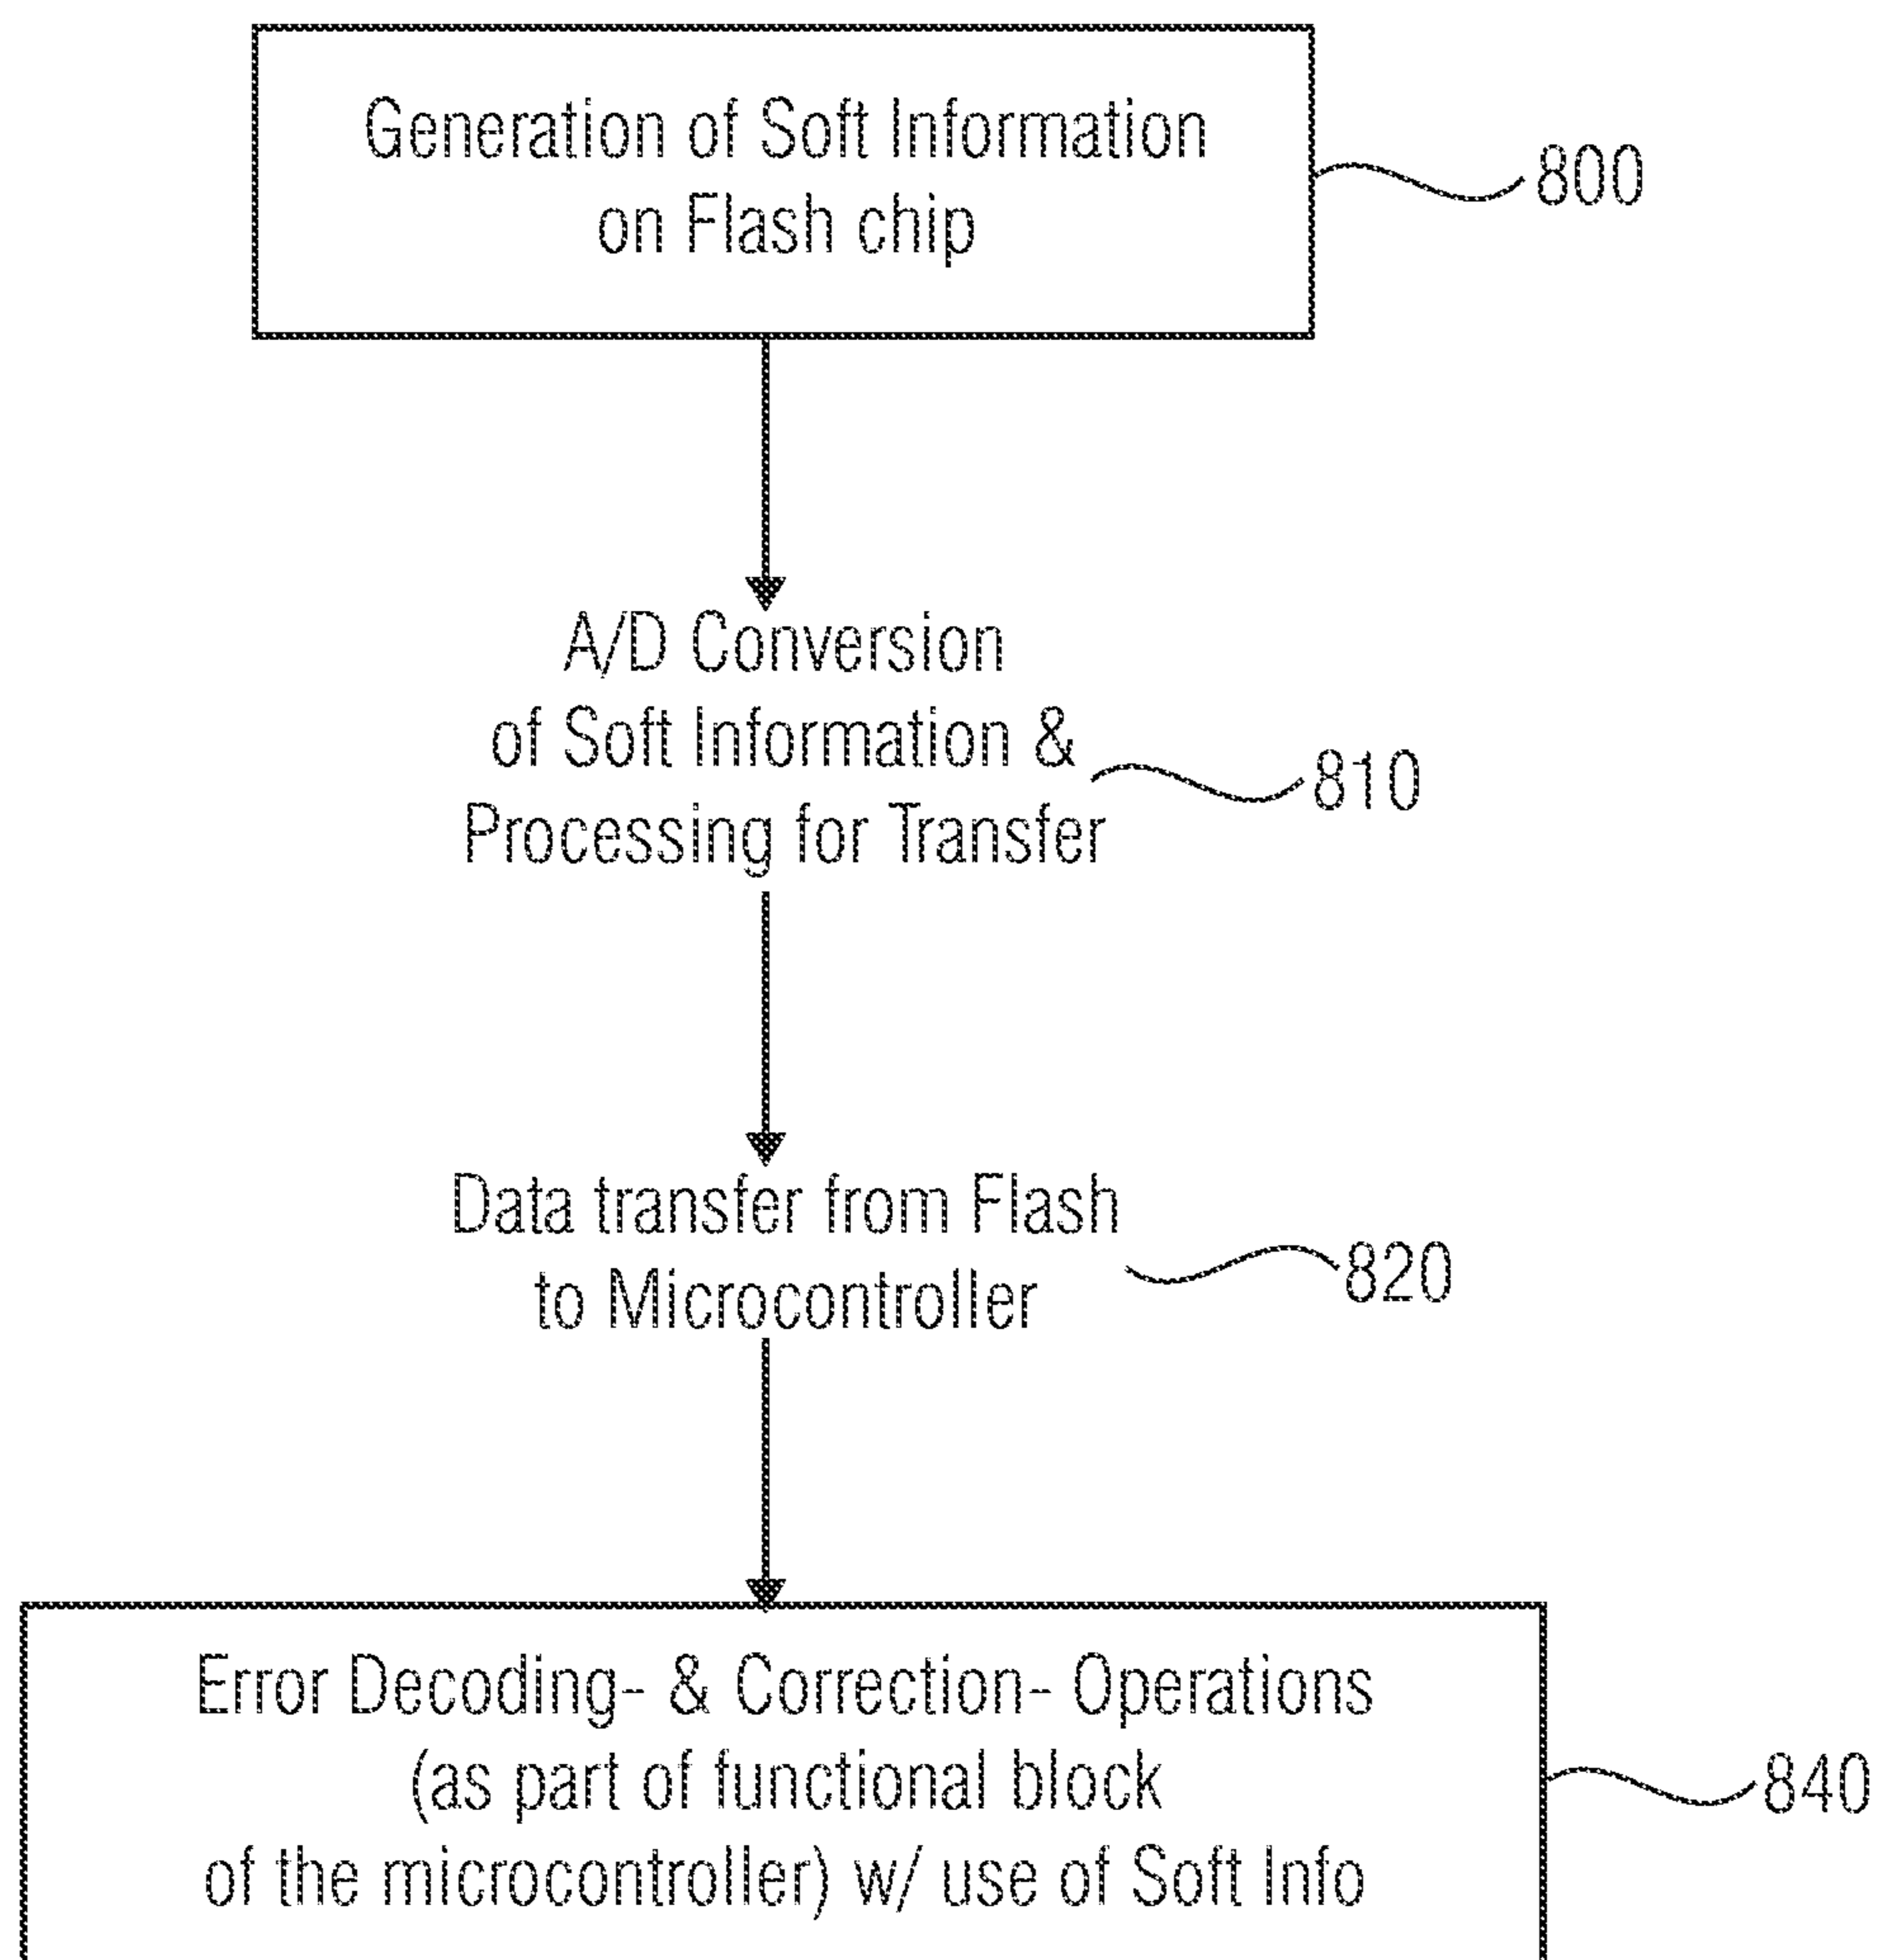 Generation of Soft Information
on Flash chip
800
A/D Conversion
of Soft Information &
Processing for Transfer
810
Data transfer from Flash
to Microcontroller
820
Error Decoding- & Correction- Operations
(as part of functional block
of the microcontroller) w/ use of Soft Info
840